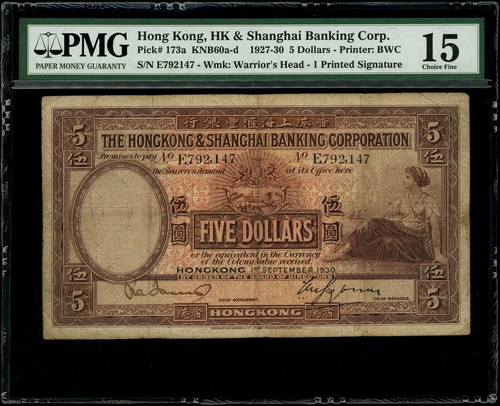 PMG
PAPER MONEY GUARANTY
Hong Kong, HK & Shanghai Banking Corp.
Pick# 173a KNB60a-d 1927-30 5 Dollars - Printer: BWC
S/N E792147 - Wmk: Warrior's Head - 1 Printed Signature
15
Choice Fine
行銀理匯海上港香
5 5
伍 伍
THE HONGKONG & SHANGHAI BANKING CORPORATION
Promises to pay No E792,147 No E792,147
the Bearer on demand at its Office here
伍 伍
圓 FIVE DOLLARS 圓
or the equivalent in the Currency
of the Colony, Value received.
HONGKONG 1ST SEPTEMBER, 1930.
BY ORDER OF THE BOARD OF DIRECTORS
CHIEF ACCOUNTANT.
CHIEF MANAGER.
5 HONGKONG 5